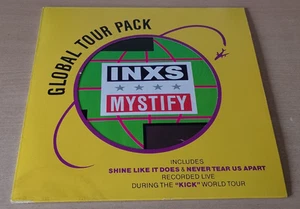 GLOBAL TOUR PACK
INXS
MYSTIFY
INCLUDES
SHINE LIKE IT DOES & NEVER TEAR US APART
RECORDED LIVE
DURING THE "KICK" WORLD TOUR